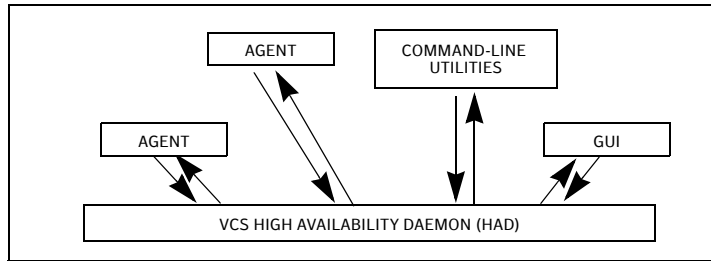 AGENT
COMMAND-LINE
UTILITIES
AGENT
GUI
VCS HIGH AVAILABILITY DAEMON (HAD)